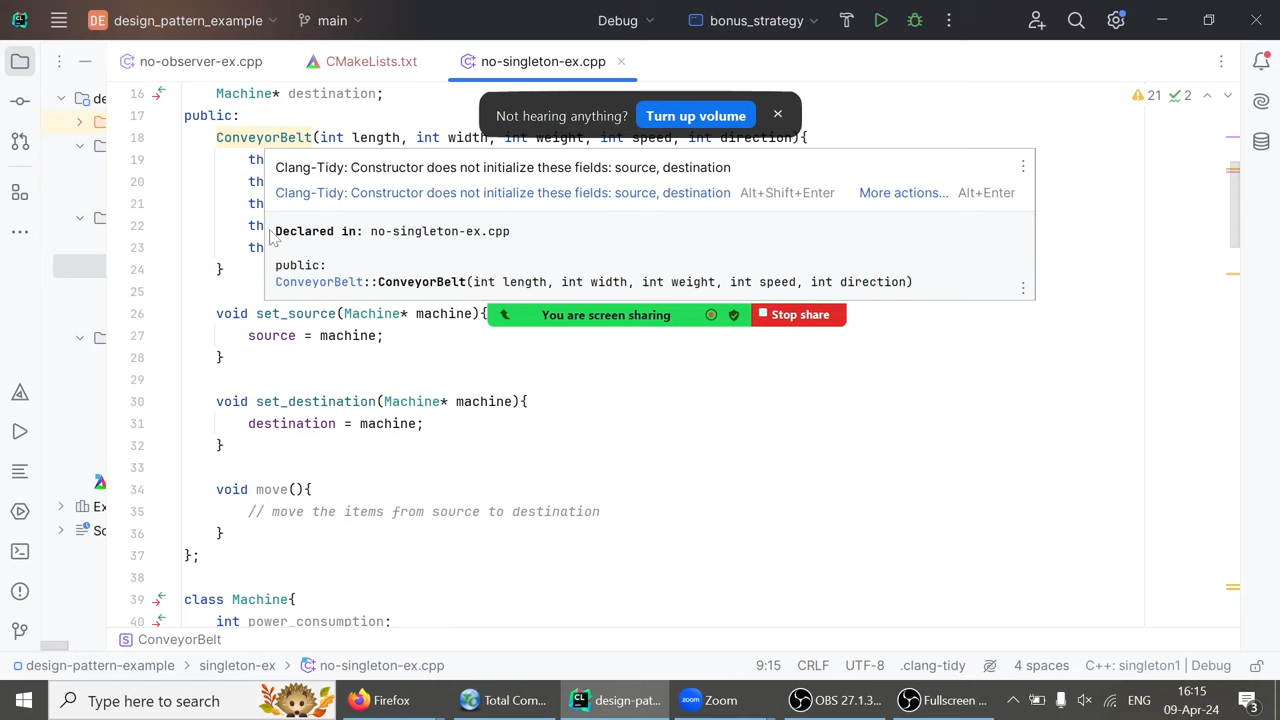 DE design_pattern_example main Debug bonus_strategy
no-observer-ex.cpp CMakeLists.txt no-singleton-ex.cpp
de
21 2
16 Machine* destination;
17 public:
18 ConveyorBelt(int length, int width, int weight, int speed, int direction){
Not hearing anything? Turn up volume
19 th
20 th
21 th
22 th
23 th
Clang-Tidy: Constructor does not initialize these fields: source, destination
Clang-Tidy: Constructor does not initialize these fields: source, destination Alt+Shift+Enter More actions... Alt+Enter
Declared in: no-singleton-ex.cpp
public:
ConveyorBelt::ConveyorBelt(int length, int width, int weight, int speed, int direction)
24 }
25
26 void set_source(Machine* machine){
You are screen sharing Stop share
27 source = machine;
28 }
29
30 void set_destination(Machine* machine){
31 destination = machine;
32 }
33
34 void move(){
35 // move the items from source to destination
36 }
37 };
38
39 class Machine{
40 int power_consumption;
Ex
Sc
S ConveyorBelt
design-pattern-example singleton-ex no-singleton-ex.cpp 9:15 CRLF UTF-8 .clang-tidy 4 spaces C++: singleton1 | Debug
Type here to search Firefox Total Com... CL design-pat... zoom Zoom OBS 27.1.3... Fullscreen ... ENG 16:15
09-Apr-24 3